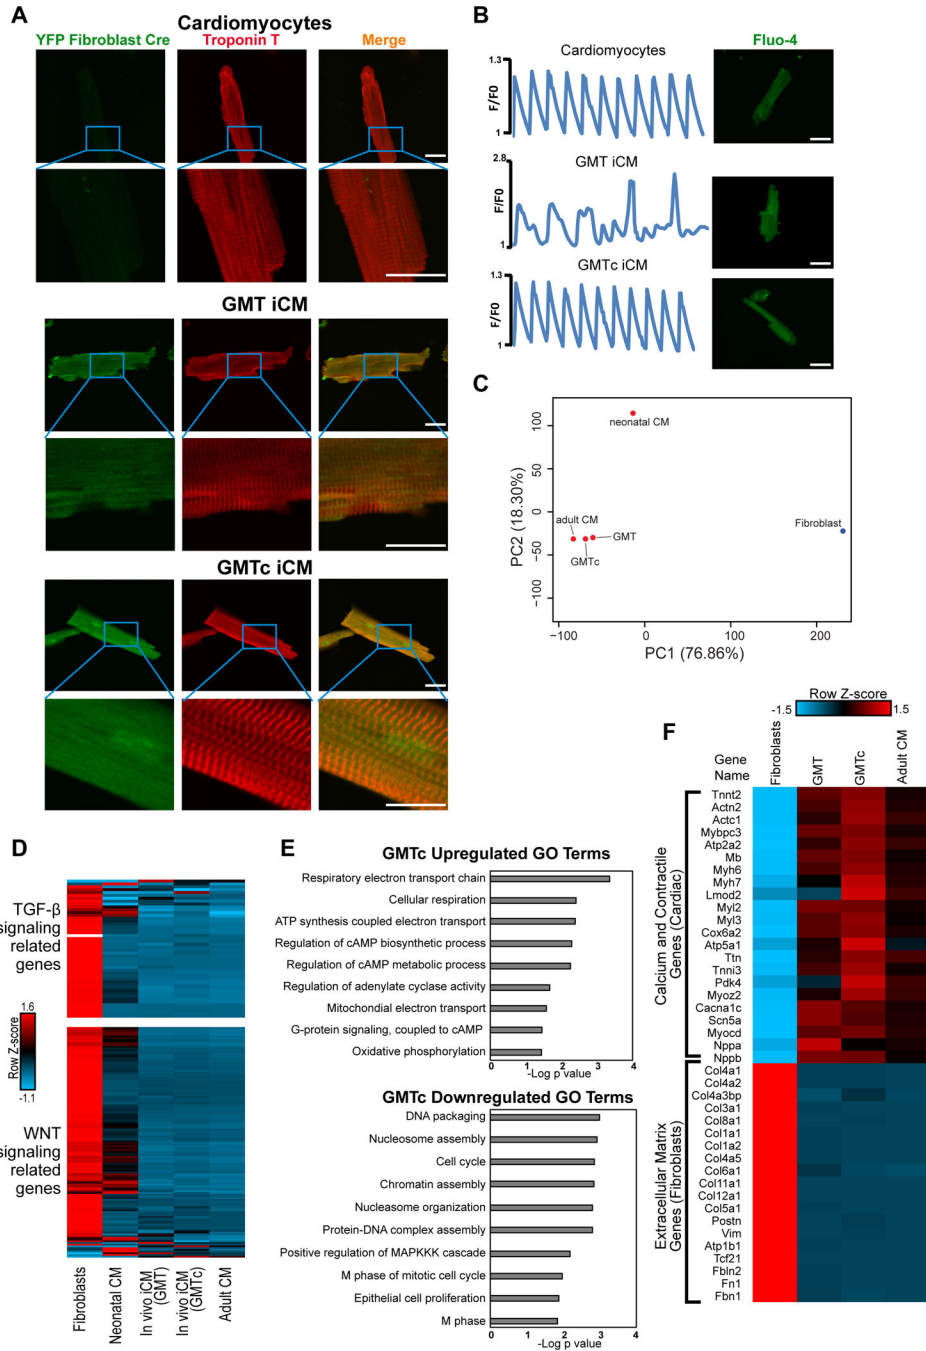 A
Cardiomyocytes
YFP Fibroblast Cre
Troponin T
Merge
GMT iCM
GMTc iCM
B
Fluo-4
Cardiomyocytes
1.3
F/F0
1
GMT iCM
2.8
F/F0
1
GMTc iCM
1.3
F/F0
1
C
neonatal CM
adult CM
GMT
GMTc
Fibroblast
PC2 (18.30%)
100
50
0
−50
−100
−100
0
100
200
PC1 (76.86%)
D
TGF-β
signaling
related
genes
1.6
Row Z-score
-1.1
WNT
signaling
related
genes
Fibroblasts
Neonatal CM
In vivo iCM
(GMT)
In vivo iCM
(GMTc)
Adult CM
E
GMTc Upregulated GO Terms
Respiratory electron transport chain
Cellular respiration
ATP synthesis coupled electron transport
Regulation of cAMP biosynthetic process
Regulation of cAMP metabolic process
Regulation of adenylate cyclase activity
Mitochondrial electron transport
G-protein signaling, coupled to cAMP
Oxidative phosphorylation
0 1 2 3 4
-Log p value
GMTc Downregulated GO Terms
DNA packaging
Nucleosome assembly
Cell cycle
Chromatin assembly
Nucleosome organization
Protein-DNA complex assembly
Positive regulation of MAPKKK cascade
M phase of mitotic cell cycle
Epithelial cell proliferation
M phase
0 1 2 3 4
-Log p value
F
Row Z-score
-1.5
1.5
Gene
Name
Fibroblasts
GMT
GMTc
Adult CM
Calcium and Contractile
Genes (Cardiac)
Tnnt2
Actn2
Actc1
Mybpc3
Atp2a2
Mb
Myh6
Myh7
Lmod2
Myl2
Myl3
Cox6a2
Atp5a1
Ttn
Tnni3
Pdk4
Myoz2
Cacna1c
Scn5a
Myocd
Nppa
Nppb
Extracellular Matrix
Genes (Fibroblasts)
Col4a1
Col4a2
Col4a3bp
Col3a1
Col8a1
Col1a1
Col1a2
Col4a5
Col6a1
Col11a1
Col12a1
Col5a1
Postn
Vim
Atp1b1
Tcf21
Fbln2
Fn1
Fbn1